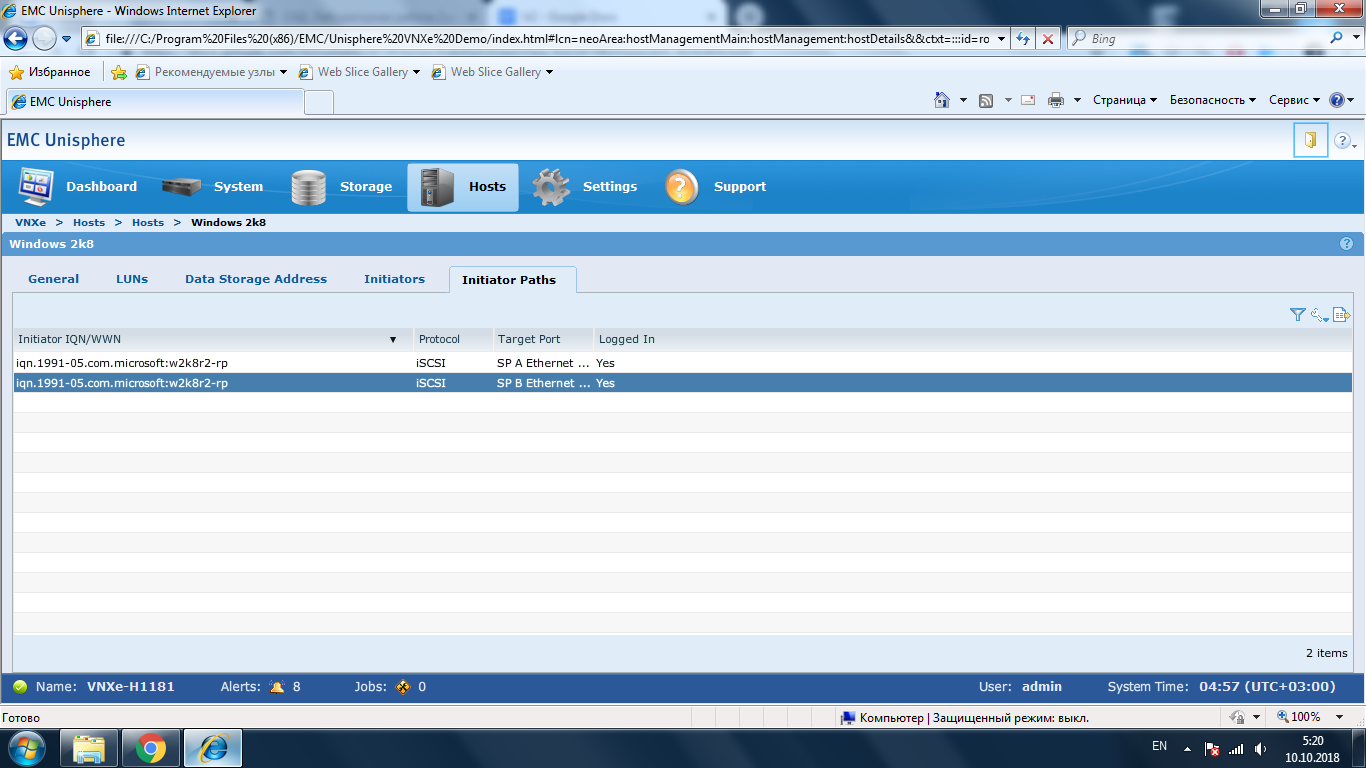 EMC Unisphere - Windows Internet Explorer
file:///C:/Program%20Files%20(x86)/EMC/Unisphere%20VNXe%20Demo/index.html#lcn=neoArea:hostManagementMain:hostManagement:hostDetails&&ctxt=:::id=ro
Bing
Избранное
Рекомендуемые узлы
Web Slice Gallery
Web Slice Gallery
EMC Unisphere
Страница
Безопасность
Сервис
EMC Unisphere
Dashboard
System
Storage
Hosts
Settings
Support
VNXe > Hosts > Hosts > Windows 2k8
Windows 2k8
General
LUNs
Data Storage Address
Initiators
Initiator Paths
Initiator IQN/WWN Protocol Target Port Logged In
iqn.1991-05.com.microsoft:w2k8r2-rp iSCSI SP A Ethernet ... Yes
iqn.1991-05.com.microsoft:w2k8r2-rp iSCSI SP B Ethernet ... Yes
2 items
Name: VNXe-H1181 Alerts: 8 Jobs: 0 User: admin System Time: 04:57 (UTC+03:00)
Готово
Компьютер | Защищенный режим: выкл.
100%
EN
5:20
10.10.2018